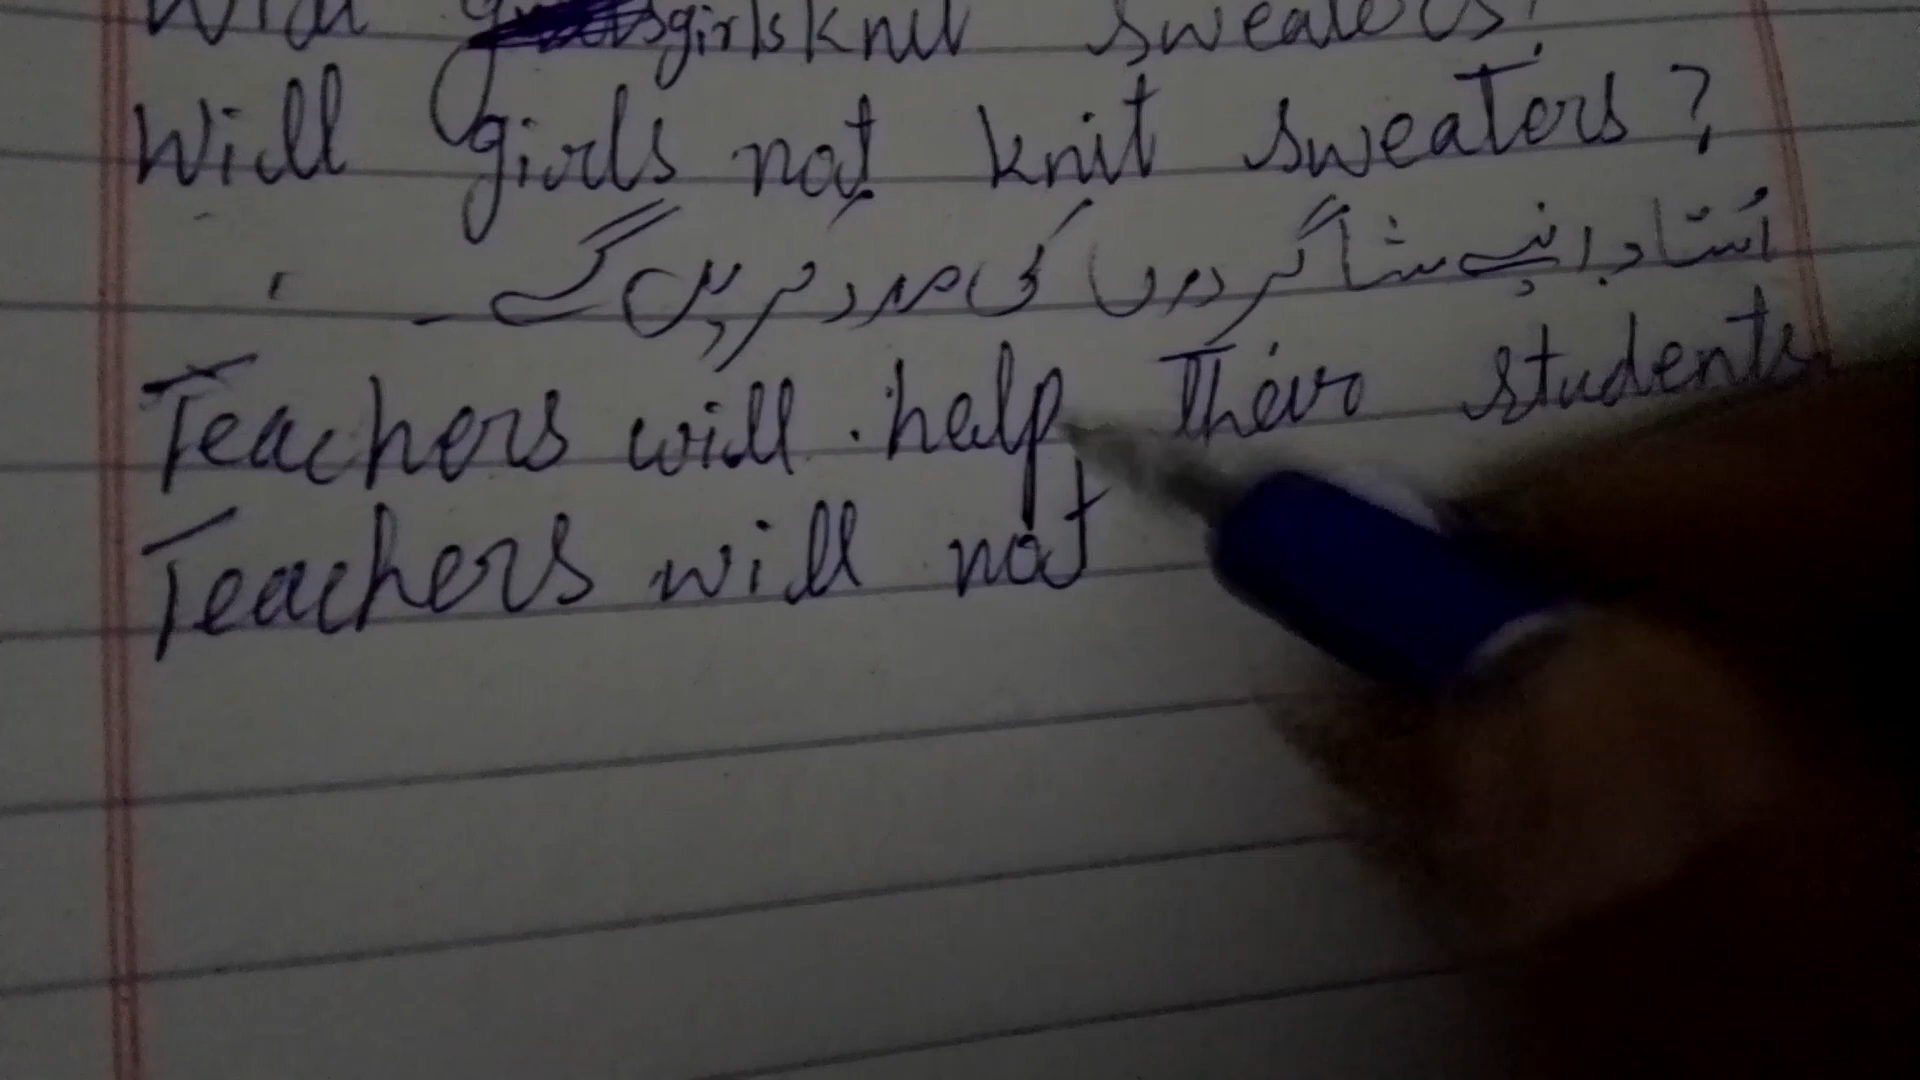 Will girls knit sweaters?
Will girls not knit sweaters?
اُستاد اپنے شاگردوں کی مدد کریں گے۔
Teachers will help Their students
Teachers will not